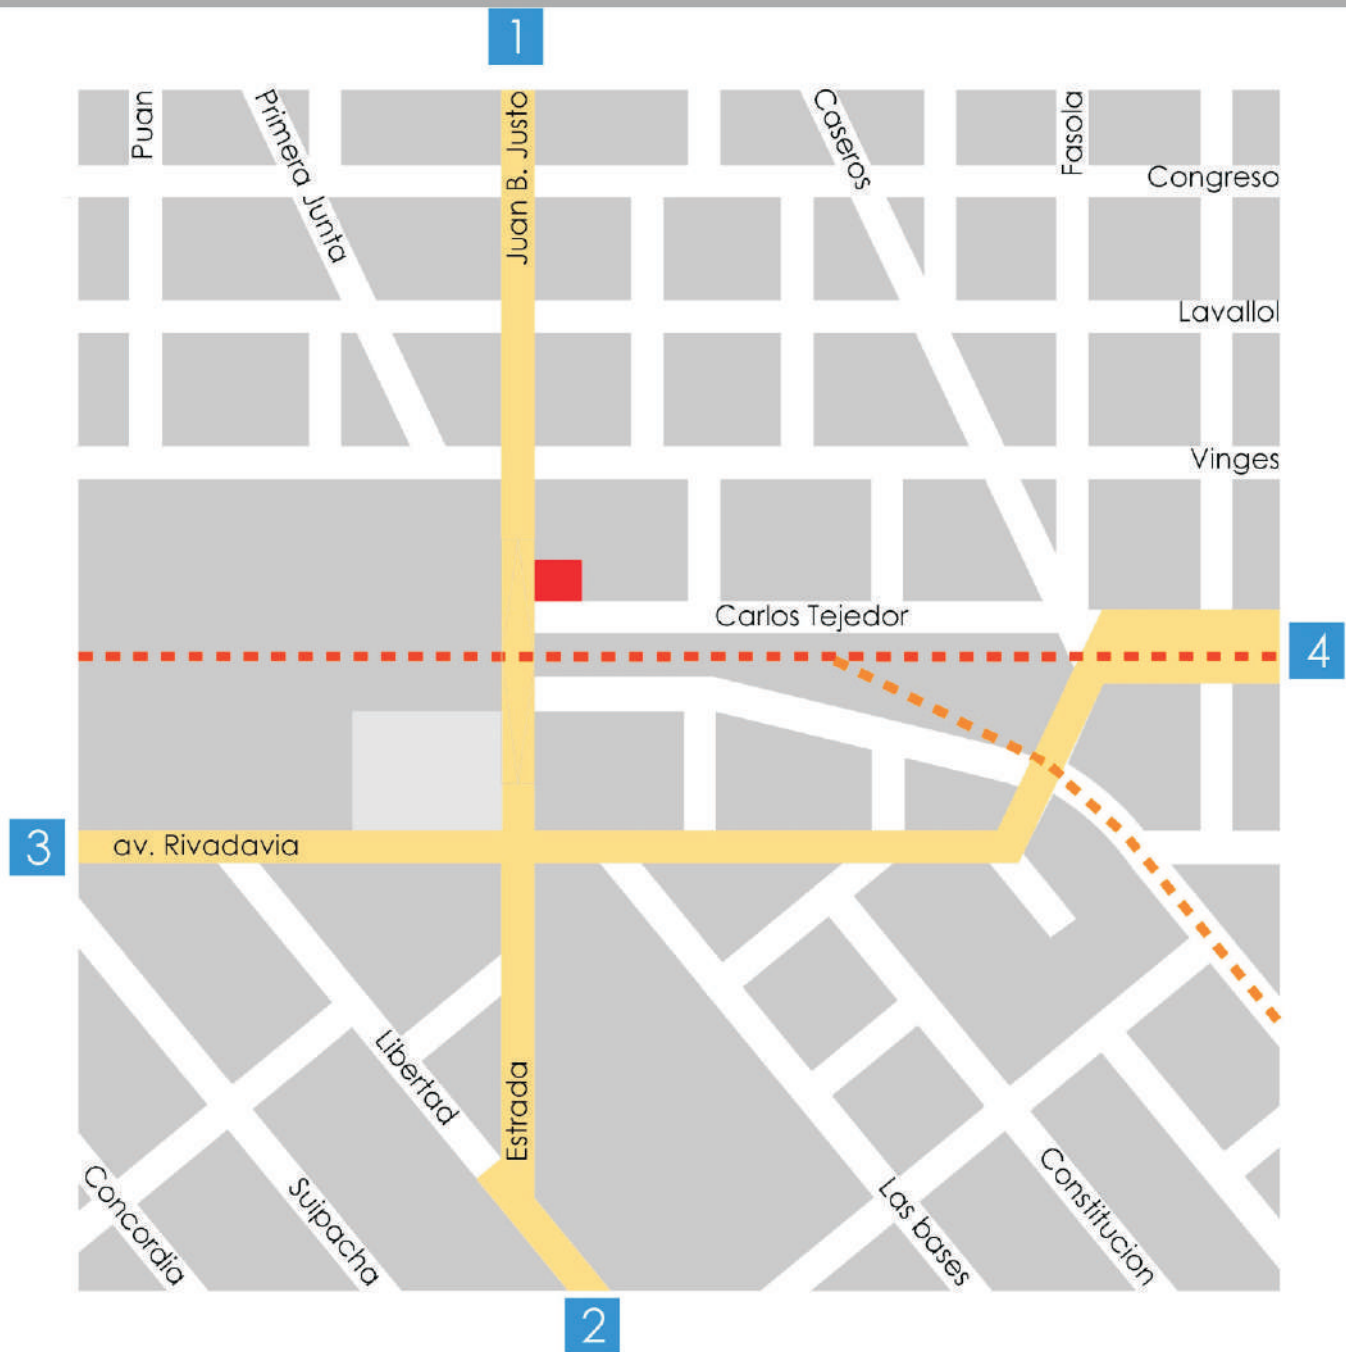 1
Puan
Primera Junta
Juan B. Justo
Caseros
Fasola
Congreso
Lavallol
Vinges
Carlos Tejedor
4
3
av. Rivadavia
Libertad
Estrada
Concordia
Suipacha
Las bases
Constitucion
2